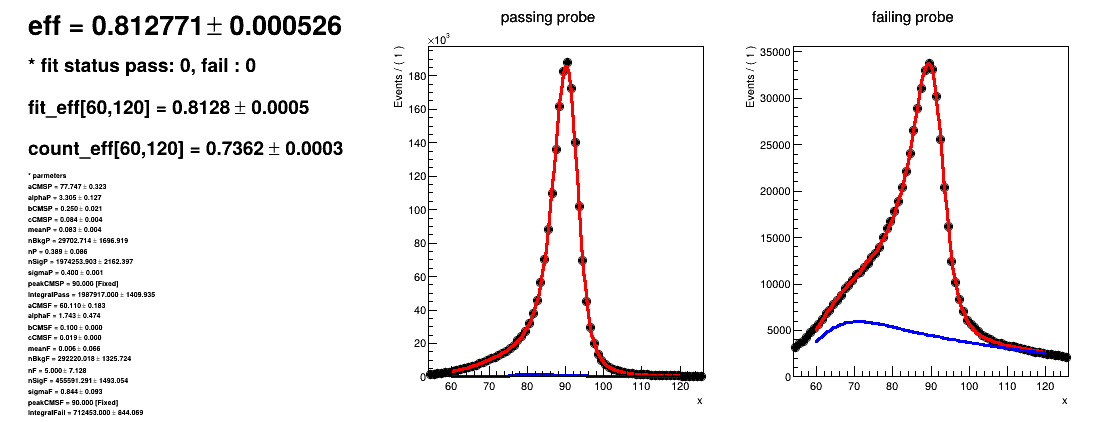 eff = 0.812771 ± 0.000526
* fit status pass: 0, fail : 0
fit_eff[60,120] = 0.8128 ± 0.0005
count_eff[60,120] = 0.7362 ± 0.0003
* parmeters
aCMSP = 77.747 ± 0.323
alphaP = 3.305 ± 0.127
bCMSP = 0.250 ± 0.021
cCMSP = 0.084 ± 0.004
meanP = 0.083 ± 0.004
nBkgP = 29702.714 ± 1696.919
nP = 0.389 ± 0.086
nSigP = 1974253.903 ± 2162.397
sigmaP = 0.400 ± 0.001
peakCMSP = 90.000 [Fixed]
IntegralPass = 1987917.000 ± 1409.935
aCMSF = 60.110 ± 0.183
alphaF = 1.743 ± 0.474
bCMSF = 0.100 ± 0.000
cCMSF = 0.019 ± 0.000
meanF = 0.006 ± 0.066
nBkgF = 292220.018 ± 1325.724
nF = 5.000 ± 7.128
nSigF = 455591.291 ± 1493.054
sigmaF = 0.844 ± 0.093
peakCMSF = 90.000 [Fixed]
IntegralFail = 712453.000 ± 844.069
passing probe
×10³
Events / ( 1 )
180
160
140
120
100
80
60
40
20
0
60 70 80 90 100 110 120
x
failing probe
Events / ( 1 )
35000
30000
25000
20000
15000
10000
5000
0
60 70 80 90 100 110 120
x